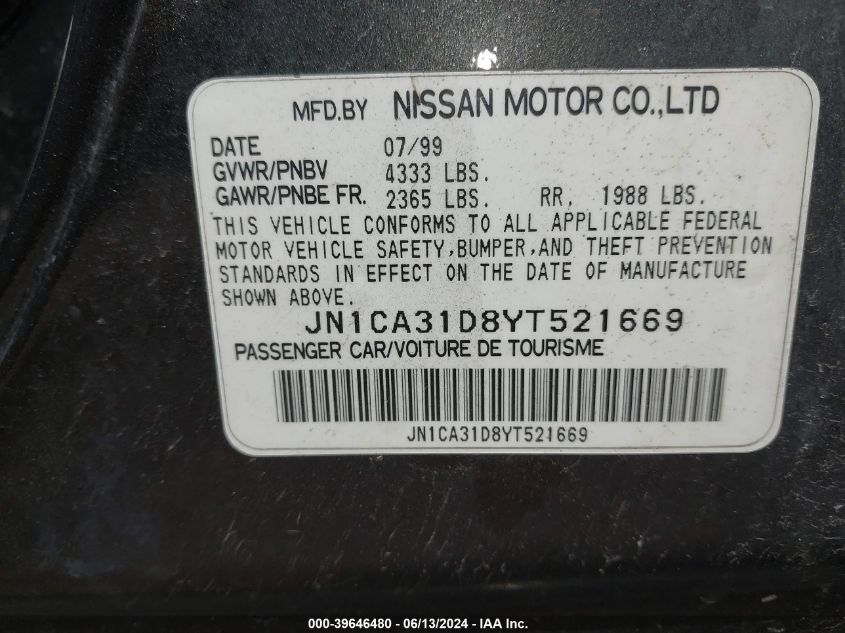 MFD.BY NISSAN MOTOR CO.,LTD
DATE 07/99
GVWR/PNBV 4333 LBS.
GAWR/PNBE FR. 2365 LBS. RR. 1988 LBS.
THIS VEHICLE CONFORMS TO ALL APPLICABLE FEDERAL
MOTOR VEHICLE SAFETY,BUMPER,AND THEFT PREVENTION
STANDARDS IN EFFECT ON THE DATE OF MANUFACTURE
SHOWN ABOVE.
JN1CA31D8YT521669
PASSENGER CAR/VOITURE DE TOURISME
JN1CA31D8YT521669
000-39646480 - 06/13/2024 - IAA Inc.